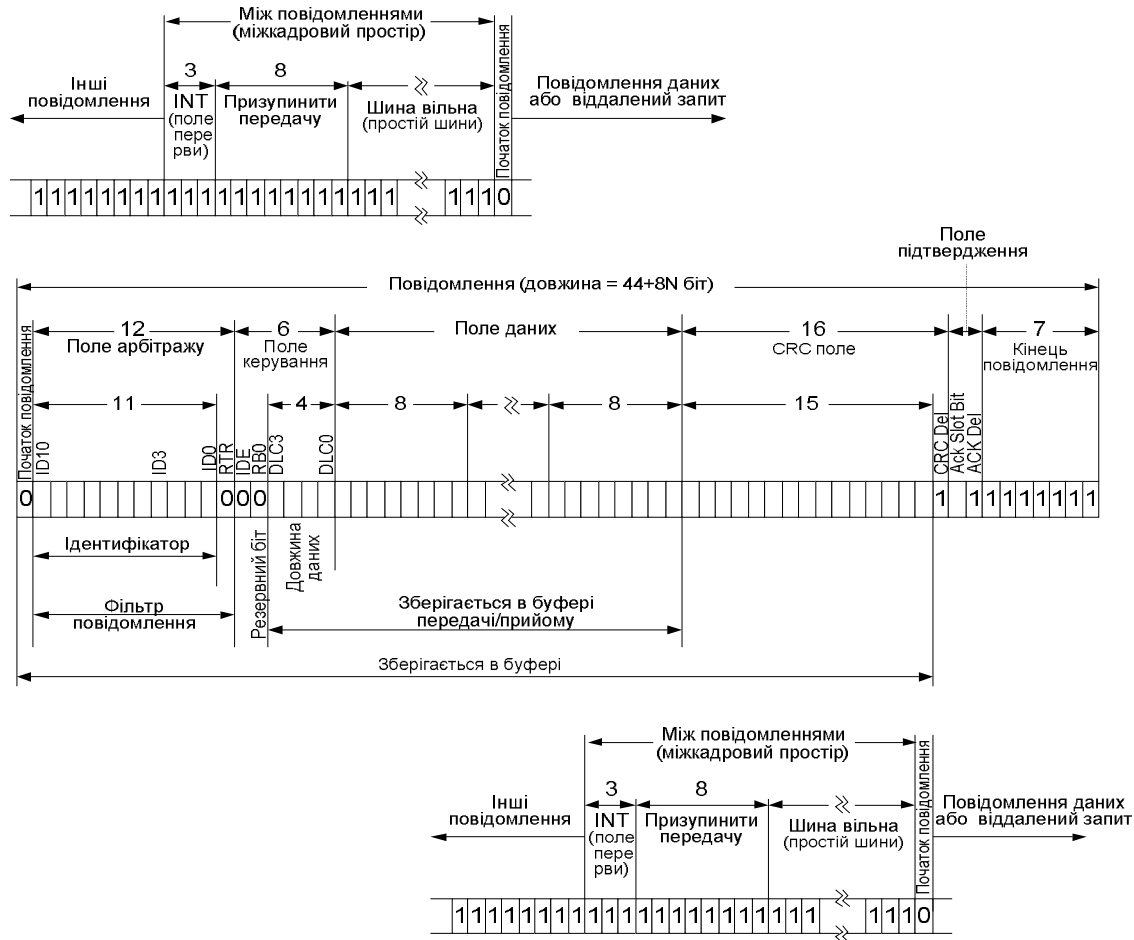 Між повідомленнями
(міжкадровий простір)
Початок повідомлення
Інші
повідомлення
3
INT
(поле
пере
рви)
8
Призупинити
передачу
Шина вільна
(простій шини)
Повідомлення даних
або віддалений запит
1 1 1 1 1 1 1 1 1 1 1 1 1 1 1 1 1 1 1 1 1 1 1 1 0
Поле
підтвердження
Повідомлення (довжина = 44+8N біт)
Початок повідомлення
12
Поле арбітражу
6
Поле
керування
Поле даних
16
CRC поле
7
Кінець
повідомлення
11
4
8
8
15
ID10
ID3
ID0
RTR
IDE
RB0
DLC3
DLC0
CRC Del
Ack Slot Bit
ACK Del
0 0 0 0 1 1 1 1 1 1 1 1 1
Ідентифікатор
Фільтр
повідомлення
Резервний біт
Довжина
даних
Зберігається в буфері
передачі/прийому
Зберігається в буфері
Між повідомленнями
(міжкадровий простір)
Початок повідомлення
Інші
повідомлення
3
INT
(поле
пере
рви)
8
Призупинити
передачу
Шина вільна
(простій шини)
Повідомлення даних
або віддалений запит
1 1 1 1 1 1 1 1 1 1 1 1 1 1 1 1 1 1 1 1 1 1 1 1 0